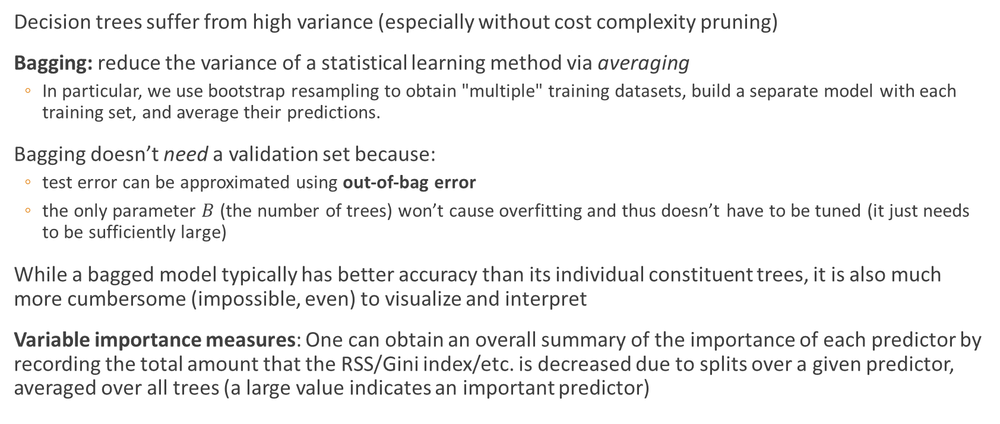 Decision trees suffer from high variance (especially without cost complexity pruning)
Bagging: reduce the variance of a statistical learning method via averaging
◦ In particular, we use bootstrap resampling to obtain "multiple" training datasets, build a separate model with each
training set, and average their predictions.
Bagging doesn’t need a validation set because:
◦ test error can be approximated using out-of-bag error
◦ the only parameter B (the number of trees) won’t cause overfitting and thus doesn’t have to be tuned (it just needs
to be sufficiently large)
While a bagged model typically has better accuracy than its individual constituent trees, it is also much
more cumbersome (impossible, even) to visualize and interpret
Variable importance measures: One can obtain an overall summary of the importance of each predictor by
recording the total amount that the RSS/Gini index/etc. is decreased due to splits over a given predictor,
averaged over all trees (a large value indicates an important predictor)